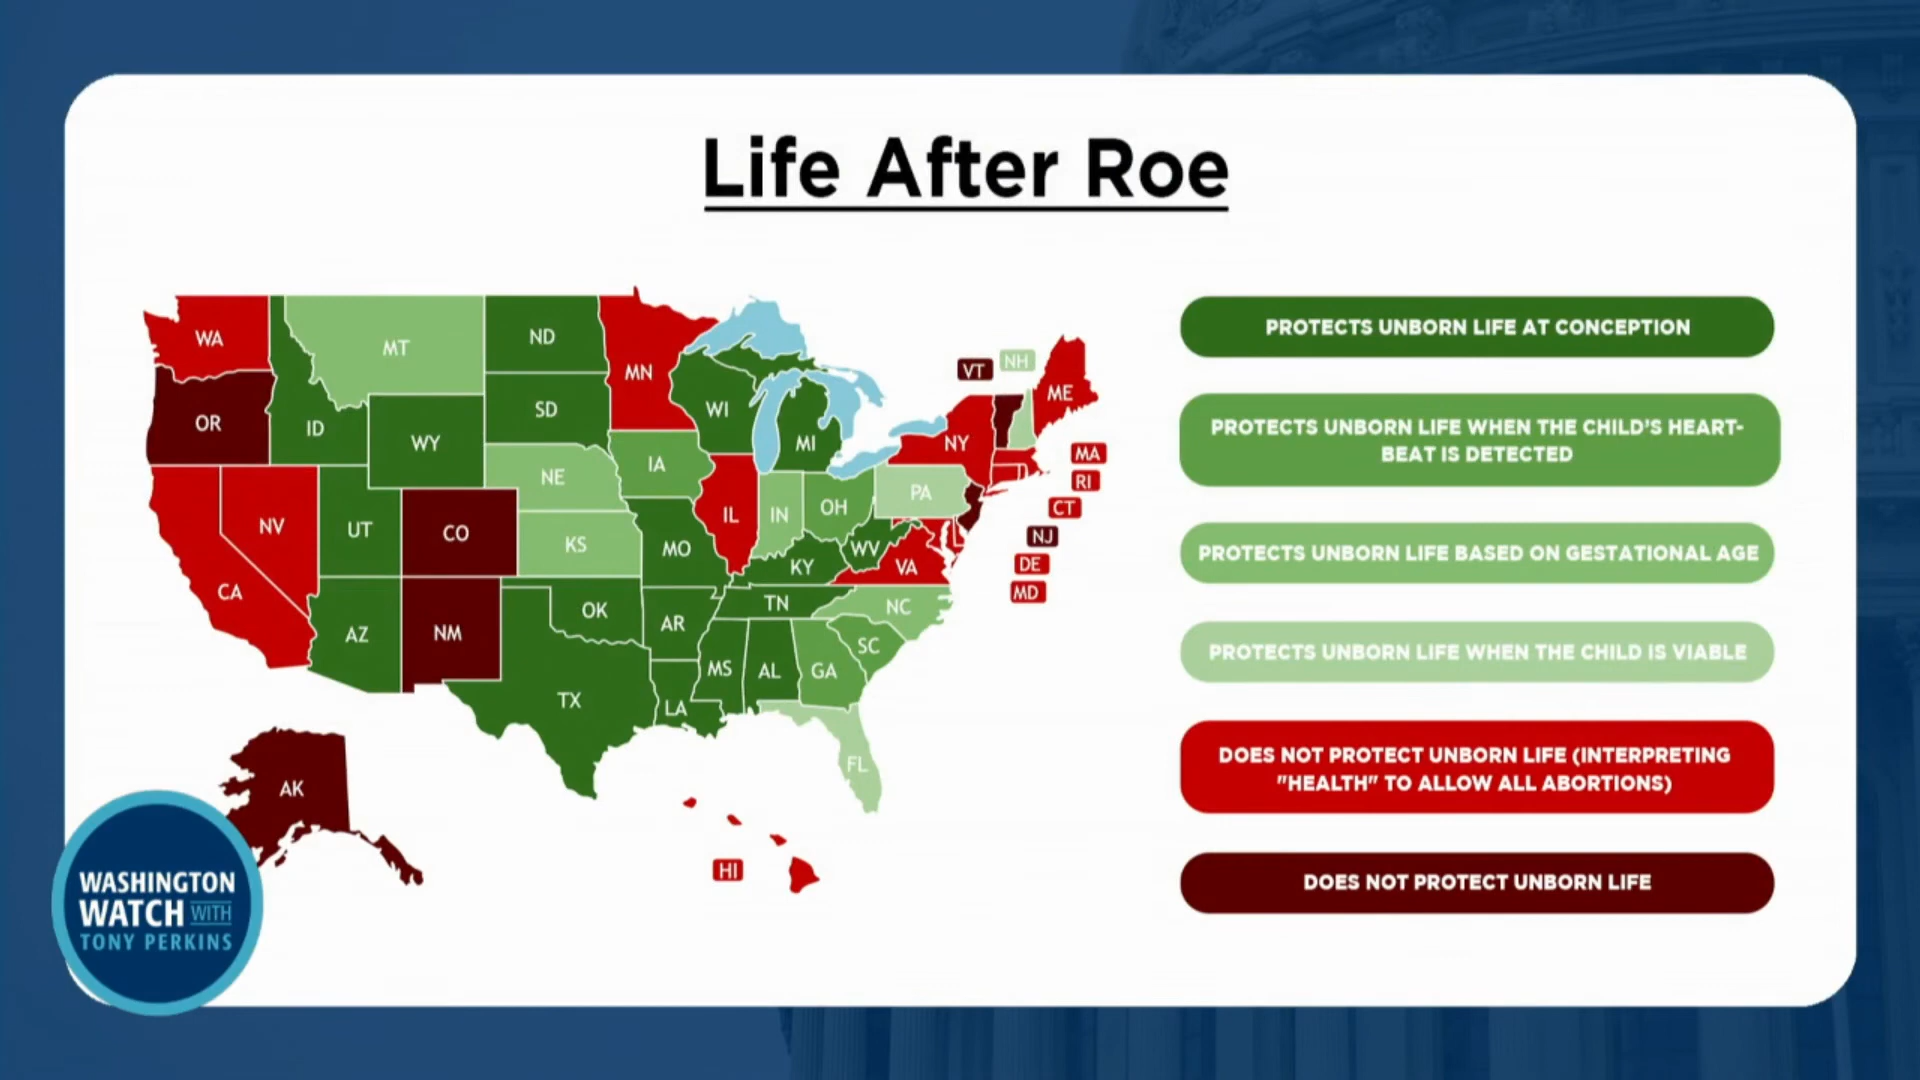 Life After Roe
WA
MT
ND
MN
VT
NH
ME
OR
ID
SD
WI
WY
MI
NY
MA
NE
IA
RI
PA
NV
UT
CO
KS
IL
IN
OH
CT
NJ
MO
WV
KY
VA
DE
CA
MD
AZ
NM
OK
AR
TN
NC
SC
TX
LA
MS
AL
GA
FL
AK
HI
PROTECTS UNBORN LIFE AT CONCEPTION
PROTECTS UNBORN LIFE WHEN THE CHILD'S HEART-
BEAT IS DETECTED
PROTECTS UNBORN LIFE BASED ON GESTATIONAL AGE
PROTECTS UNBORN LIFE WHEN THE CHILD IS VIABLE
DOES NOT PROTECT UNBORN LIFE (INTERPRETING
"HEALTH" TO ALLOW ALL ABORTIONS)
DOES NOT PROTECT UNBORN LIFE
WASHINGTON
WATCH WITH
TONY PERKINS